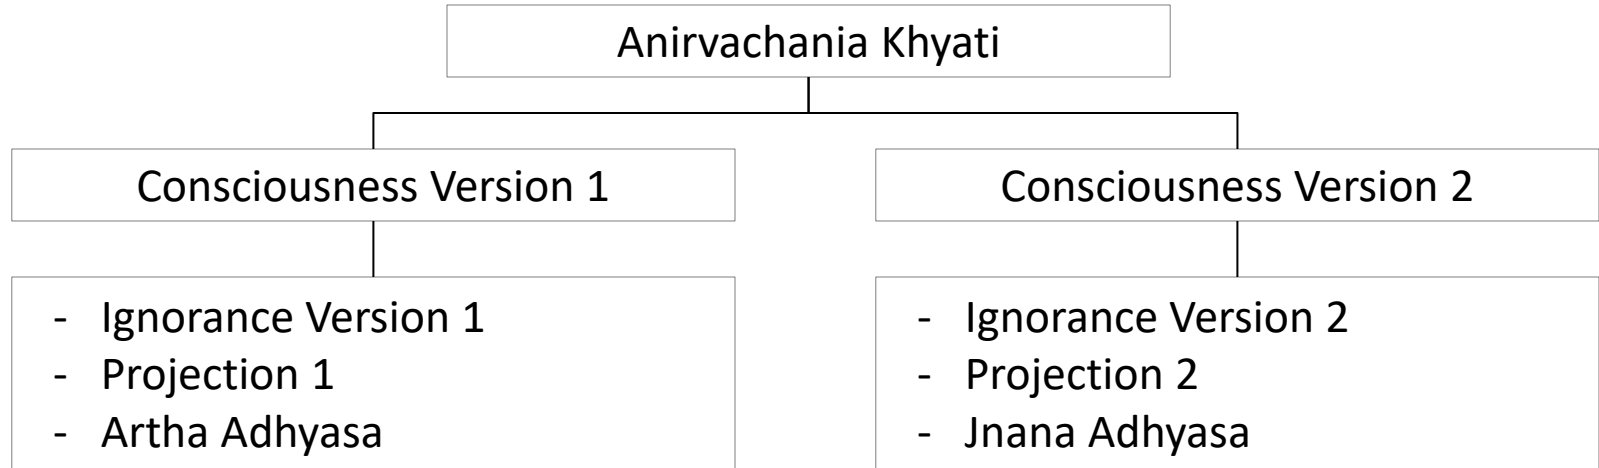 Anirvachania Khyati
Consciousness Version 1
Consciousness Version 2
- Ignorance Version 1
- Projection 1
- Artha Adhyasa
- Ignorance Version 2
- Projection 2
- Jnana Adhyasa